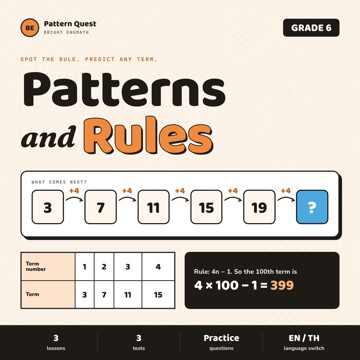 BE
Pattern Quest
BRIGHT ENGMATH
GRADE 6
SPOT THE RULE. PREDICT ANY TERM.
Patterns
and Rules
WHAT COMES NEXT?
+4 +4 +4 +4 +4
3 7 11 15 19 ?
Term number 1 2 3 4
Term 3 7 11 15
Rule: 4n − 1. So the 100th term is
4 × 100 − 1 = 399
3 3 Practice EN / TH
lessons tests questions language switch